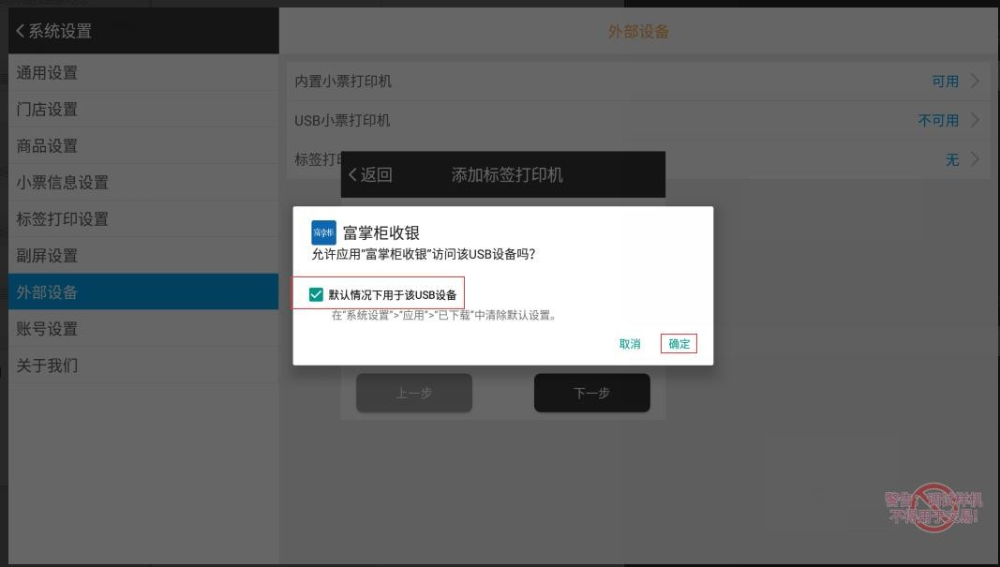 系统设置
外部设备
通用设置
门店设置
商品设置
小票信息设置
标签打印设置
副屏设置
外部设备
账号设置
关于我们
内置小票打印机
可用
USB小票打印机
不可用
标签打印
无
返回
添加标签打印机
富掌柜
富掌柜收银
允许应用“富掌柜收银”访问该USB设备吗?
默认情况下用于该USB设备
在“系统设置”>“应用”>“已下载”中清除默认设置。
取消
确定
上一步
下一步
警告：调试样机
不得用于交易!